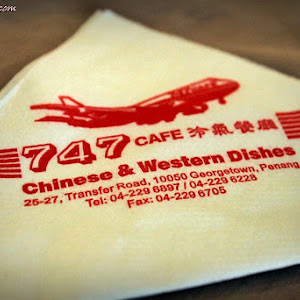 747 CAFE 冷氣餐廳
Chinese & Western Dishes
25-27, Transfer Road, 10050 Georgetown, Penang
Tel: 04-229 6897 / 04-229 6228
Fax: 04-229 6705